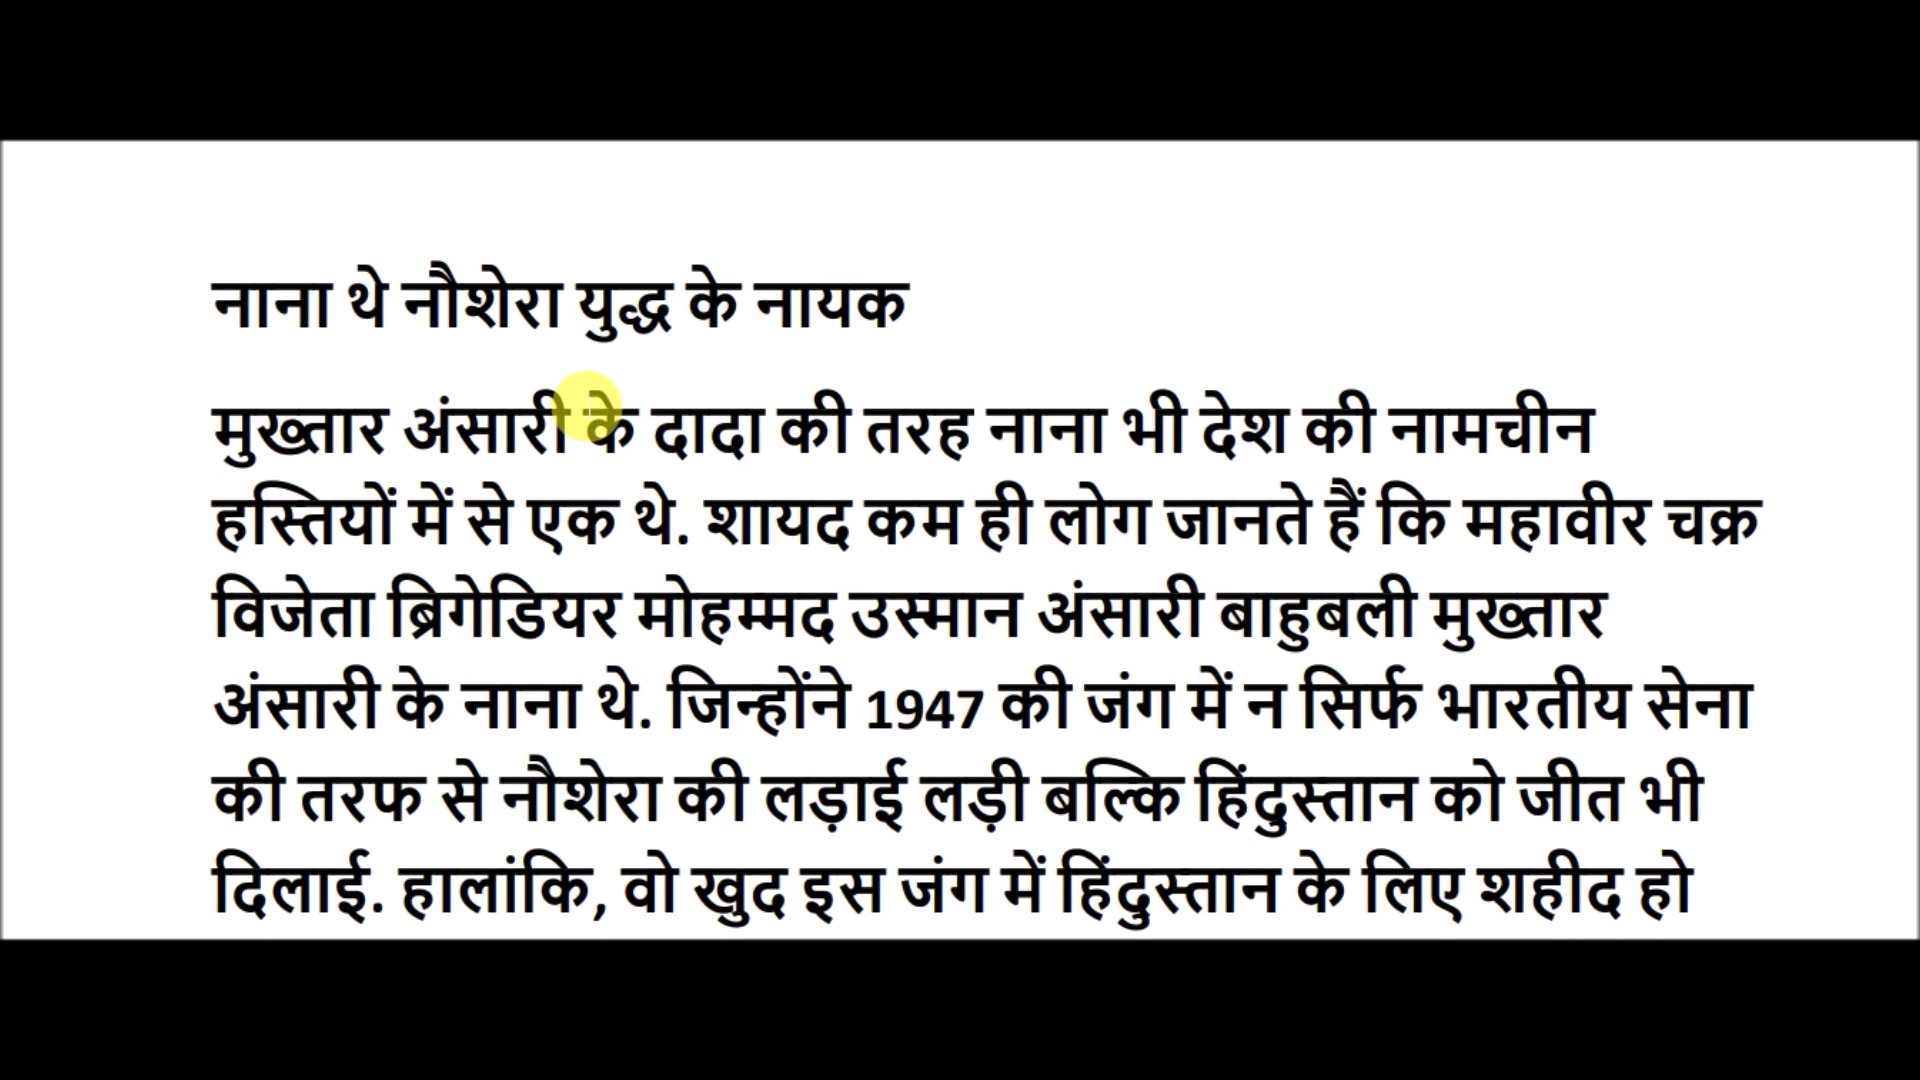 नाना थे नौशेरा युद्ध के नायक
मुख्तार अंसारी के दादा की तरह नाना भी देश की नामचीन
हस्तियों में से एक थे. शायद कम ही लोग जानते हैं कि महावीर चक्र
विजेता ब्रिगेडियर मोहम्मद उस्मान अंसारी बाहुबली मुख्तार
अंसारी के नाना थे. जिन्होंने 1947 की जंग में न सिर्फ भारतीय सेना
की तरफ से नौशेरा की लड़ाई लड़ी बल्कि हिंदुस्तान को जीत भी
दिलाई. हालांकि, वो खुद इस जंग में हिंदुस्तान के लिए शहीद हो